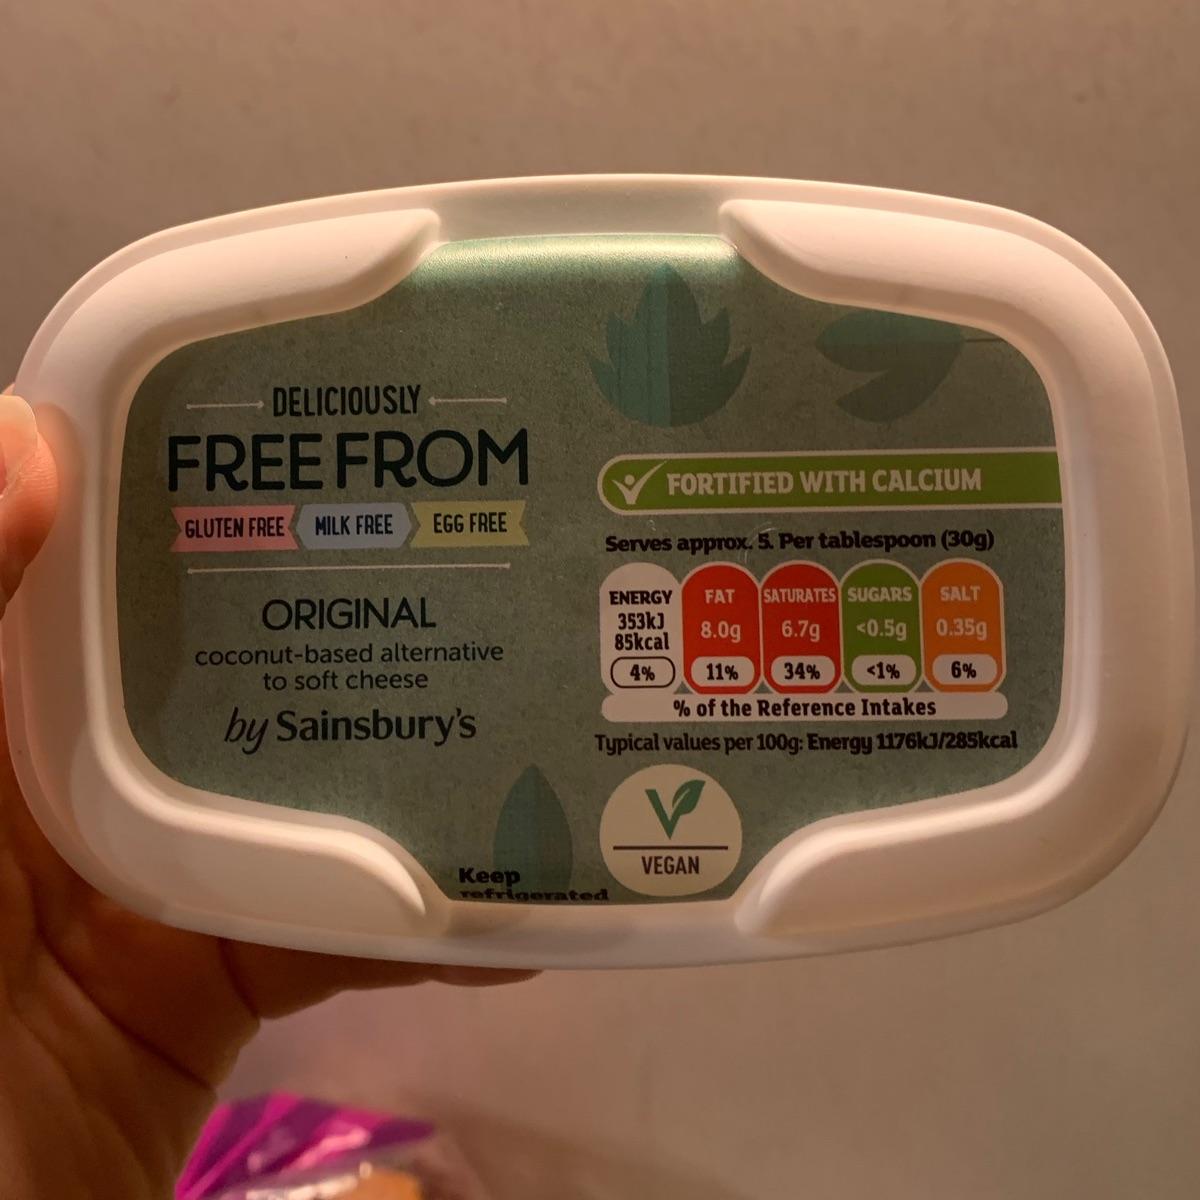 DELICIOUSLY
FREE FROM
GLUTEN FREE MILK FREE EGG FREE
ORIGINAL
coconut-based alternative
to soft cheese
by Sainsbury's
FORTIFIED WITH CALCIUM
Serves approx. 5. Per tablespoon (30g)
ENERGY FAT SATURATES SUGARS SALT
353kJ
85kcal 8.0g 6.7g <0.5g 0.35g
4% 11% 34% <1% 6%
% of the Reference Intakes
Typical values per 100g: Energy 1176kJ/285kcal
VEGAN
Keep
refrigerated